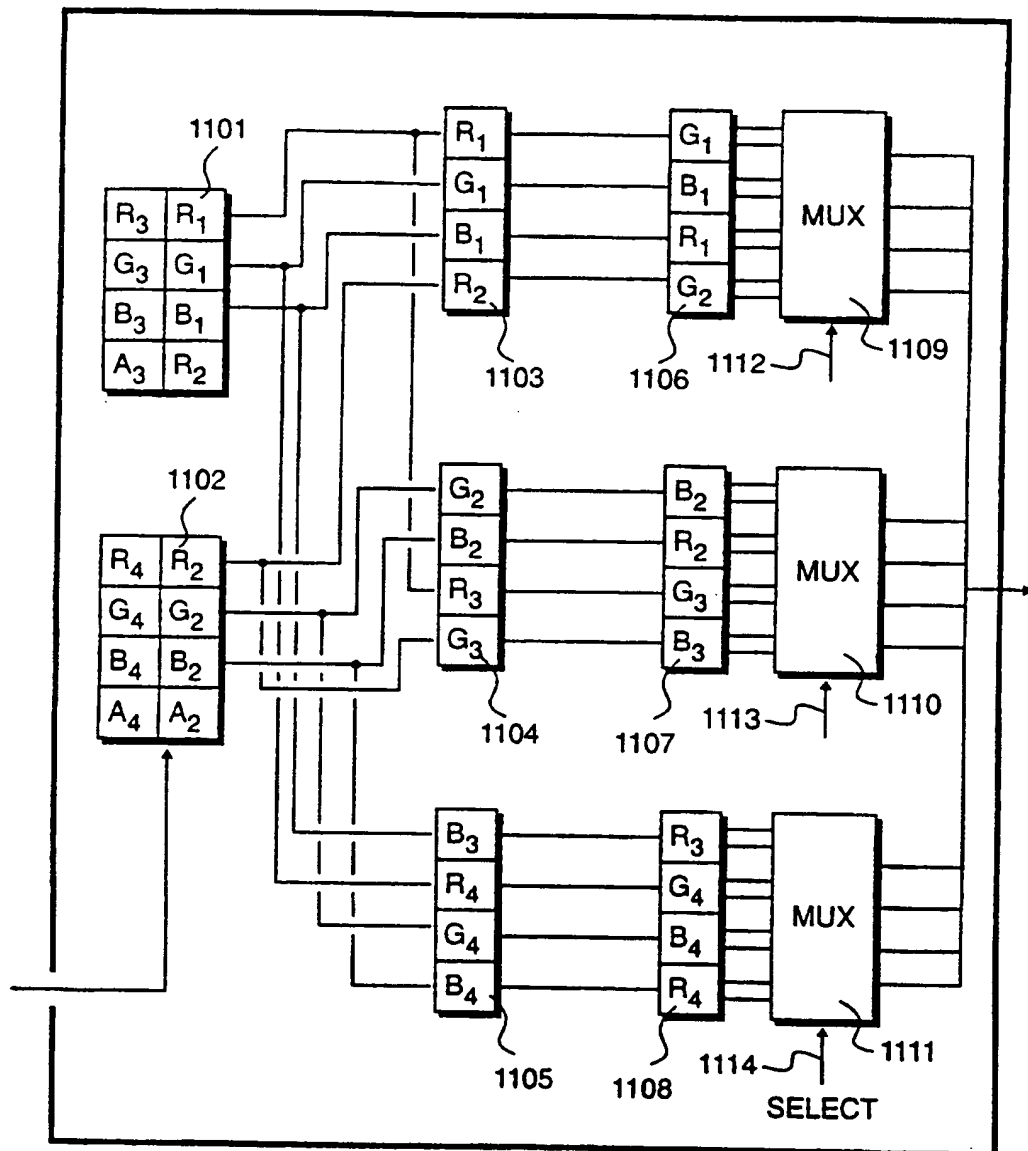 1101
R3 R1
G3 G1
B3 B1
A3 R2
R1
G1
B1
R2
1103
G1
B1
R1
G2
1106
MUX
1109
1112
1102
R4 R2
G4 G2
B4 B2
A4 A2
G2
B2
R3
G3
1104
B2
R2
G3
B3
1107
MUX
1110
1113
B3
R4
G4
B4
1105
R3
G4
B4
R4
1108
MUX
1111
1114
SELECT